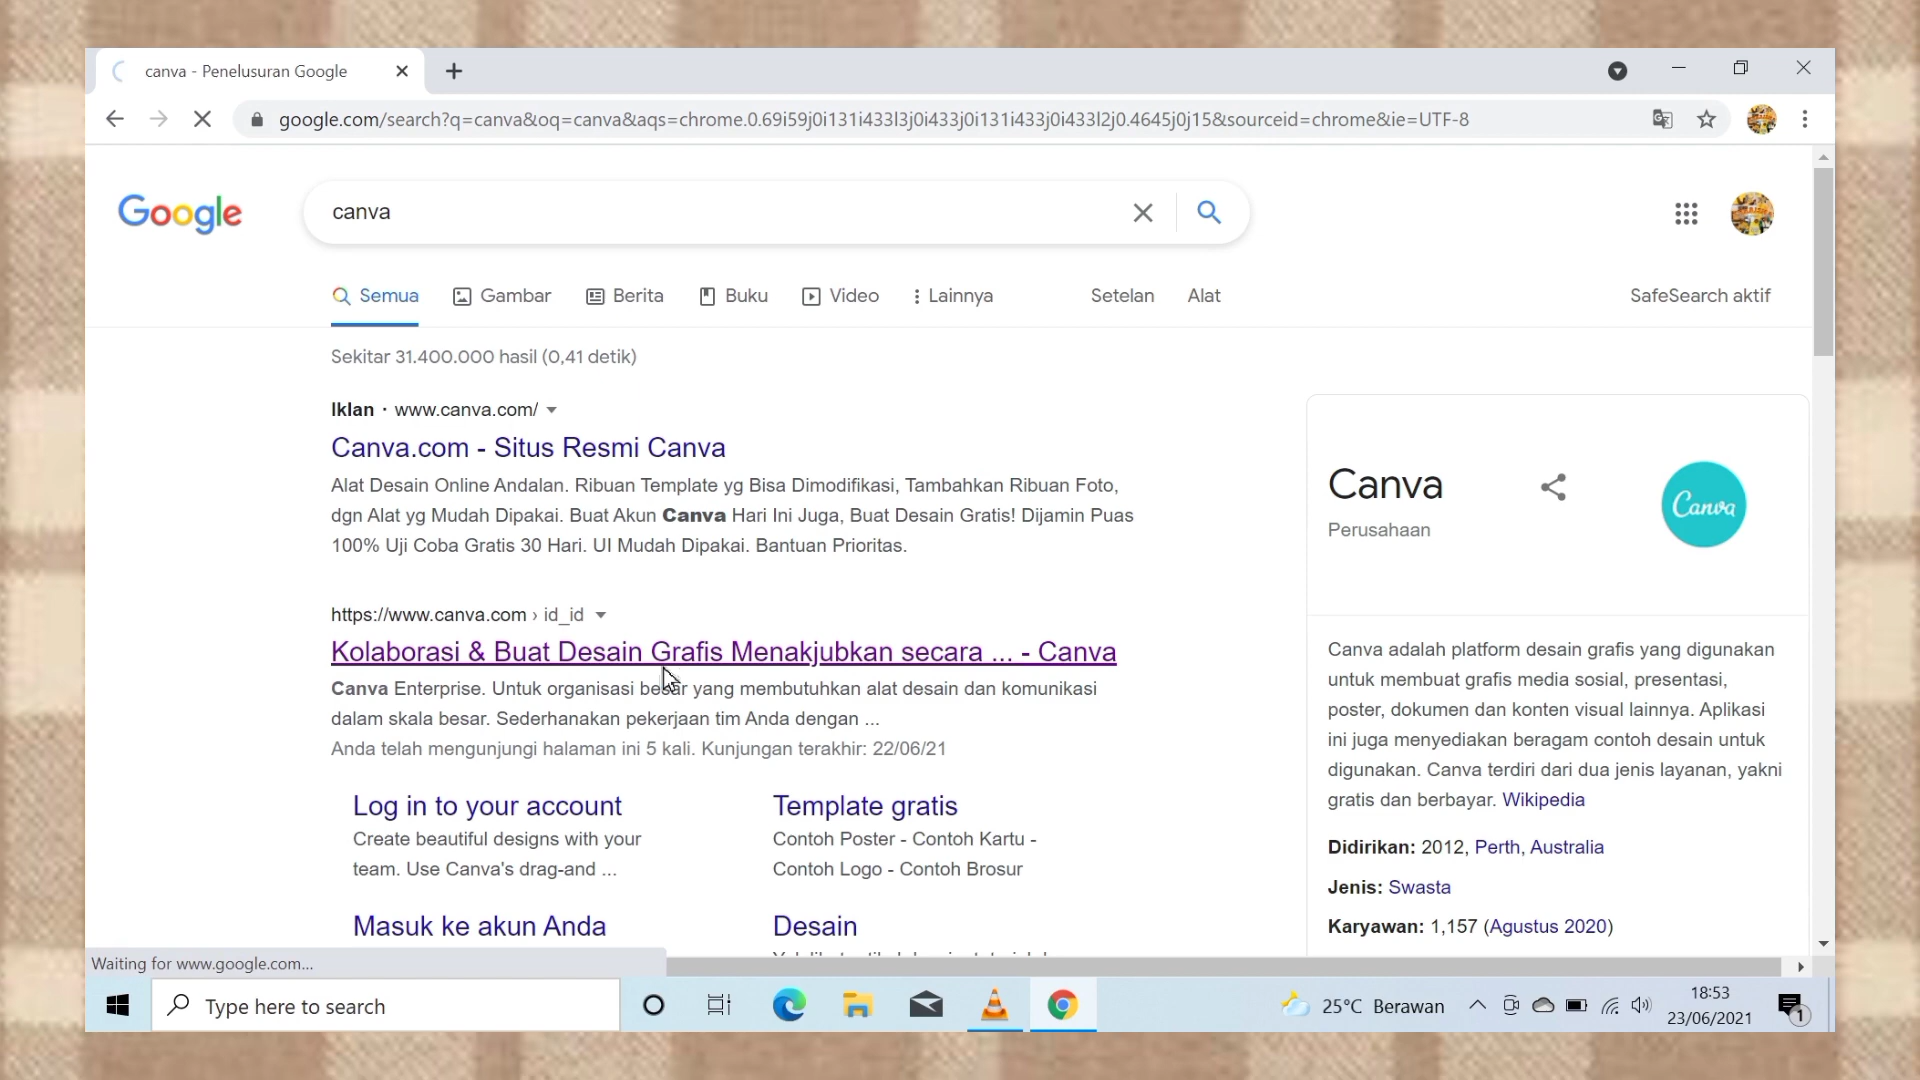 canva - Penelusuran Google
google.com/search?q=canva&oq=canva&aqs=chrome.0.69i59j0i131i433l3j0i433j0i131i433j0i433l2j0.4645j0j15&sourceid=chrome&ie=UTF-8
Google
canva
Semua Gambar Berita Buku Video Lainnya Setelan Alat SafeSearch aktif
Sekitar 31.400.000 hasil (0,41 detik)
Iklan · www.canva.com/
Canva.com - Situs Resmi Canva
Alat Desain Online Andalan. Ribuan Template yg Bisa Dimodifikasi, Tambahkan Ribuan Foto,
dgn Alat yg Mudah Dipakai. Buat Akun Canva Hari Ini Juga, Buat Desain Gratis! Dijamin Puas
100% Uji Coba Gratis 30 Hari. UI Mudah Dipakai. Bantuan Prioritas.
https://www.canva.com › id_id
Kolaborasi & Buat Desain Grafis Menakjubkan secara ... - Canva
Canva Enterprise. Untuk organisasi besar yang membutuhkan alat desain dan komunikasi
dalam skala besar. Sederhanakan pekerjaan tim Anda dengan ...
Anda telah mengunjungi halaman ini 5 kali. Kunjungan terakhir: 22/06/21
Log in to your account
Create beautiful designs with your
team. Use Canva's drag-and ...
Template gratis
Contoh Poster - Contoh Kartu -
Contoh Logo - Contoh Brosur
Masuk ke akun Anda
Desain
Canva
Perusahaan
Canva
Canva adalah platform desain grafis yang digunakan
untuk membuat grafis media sosial, presentasi,
poster, dokumen dan konten visual lainnya. Aplikasi
ini juga menyediakan beragam contoh desain untuk
digunakan. Canva terdiri dari dua jenis layanan, yakni
gratis dan berbayar. Wikipedia
Didirikan: 2012, Perth, Australia
Jenis: Swasta
Karyawan: 1,157 (Agustus 2020)
Waiting for www.google.com...
Type here to search
25°C Berawan
18:53
23/06/2021
1